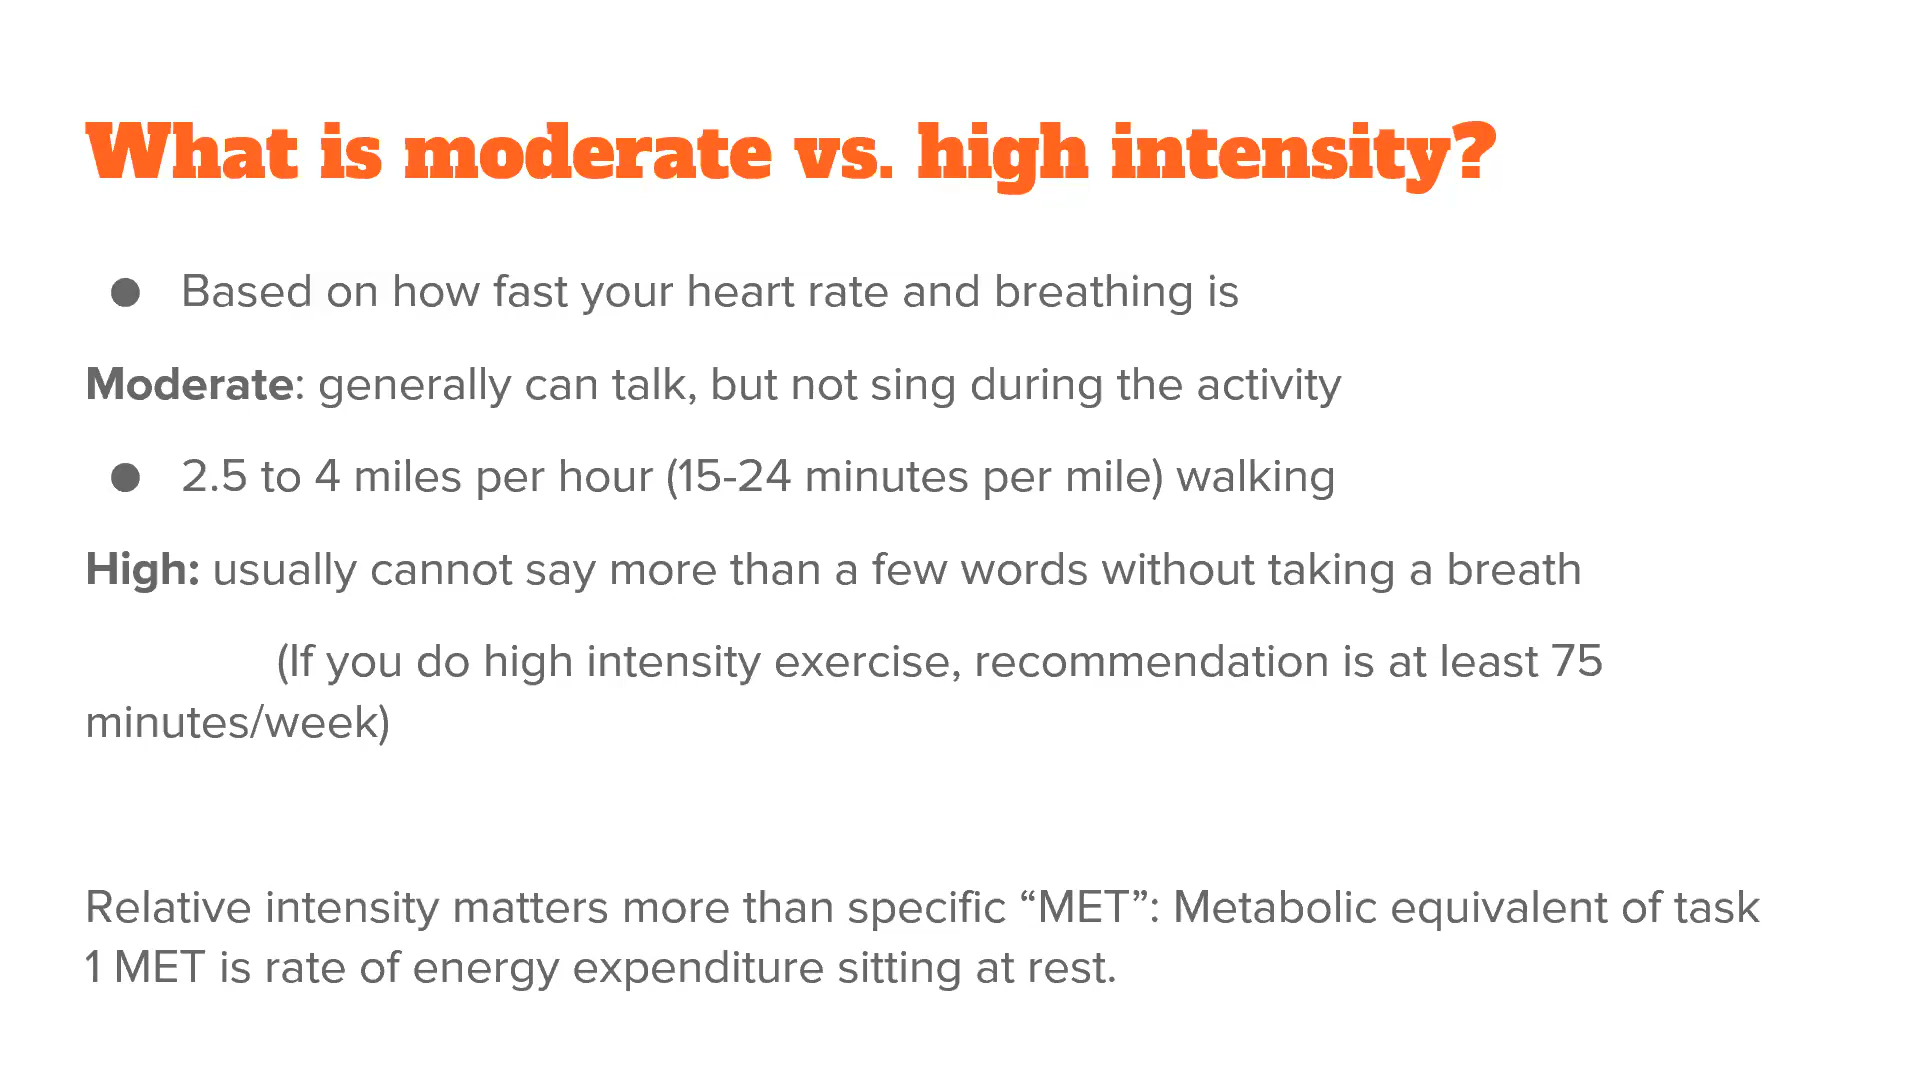 What is moderate vs. high intensity?
● Based on how fast your heart rate and breathing is
Moderate: generally can talk, but not sing during the activity
● 2.5 to 4 miles per hour (15-24 minutes per mile) walking
High: usually cannot say more than a few words without taking a breath
(If you do high intensity exercise, recommendation is at least 75
minutes/week)
Relative intensity matters more than specific “MET”: Metabolic equivalent of task
1 MET is rate of energy expenditure sitting at rest.